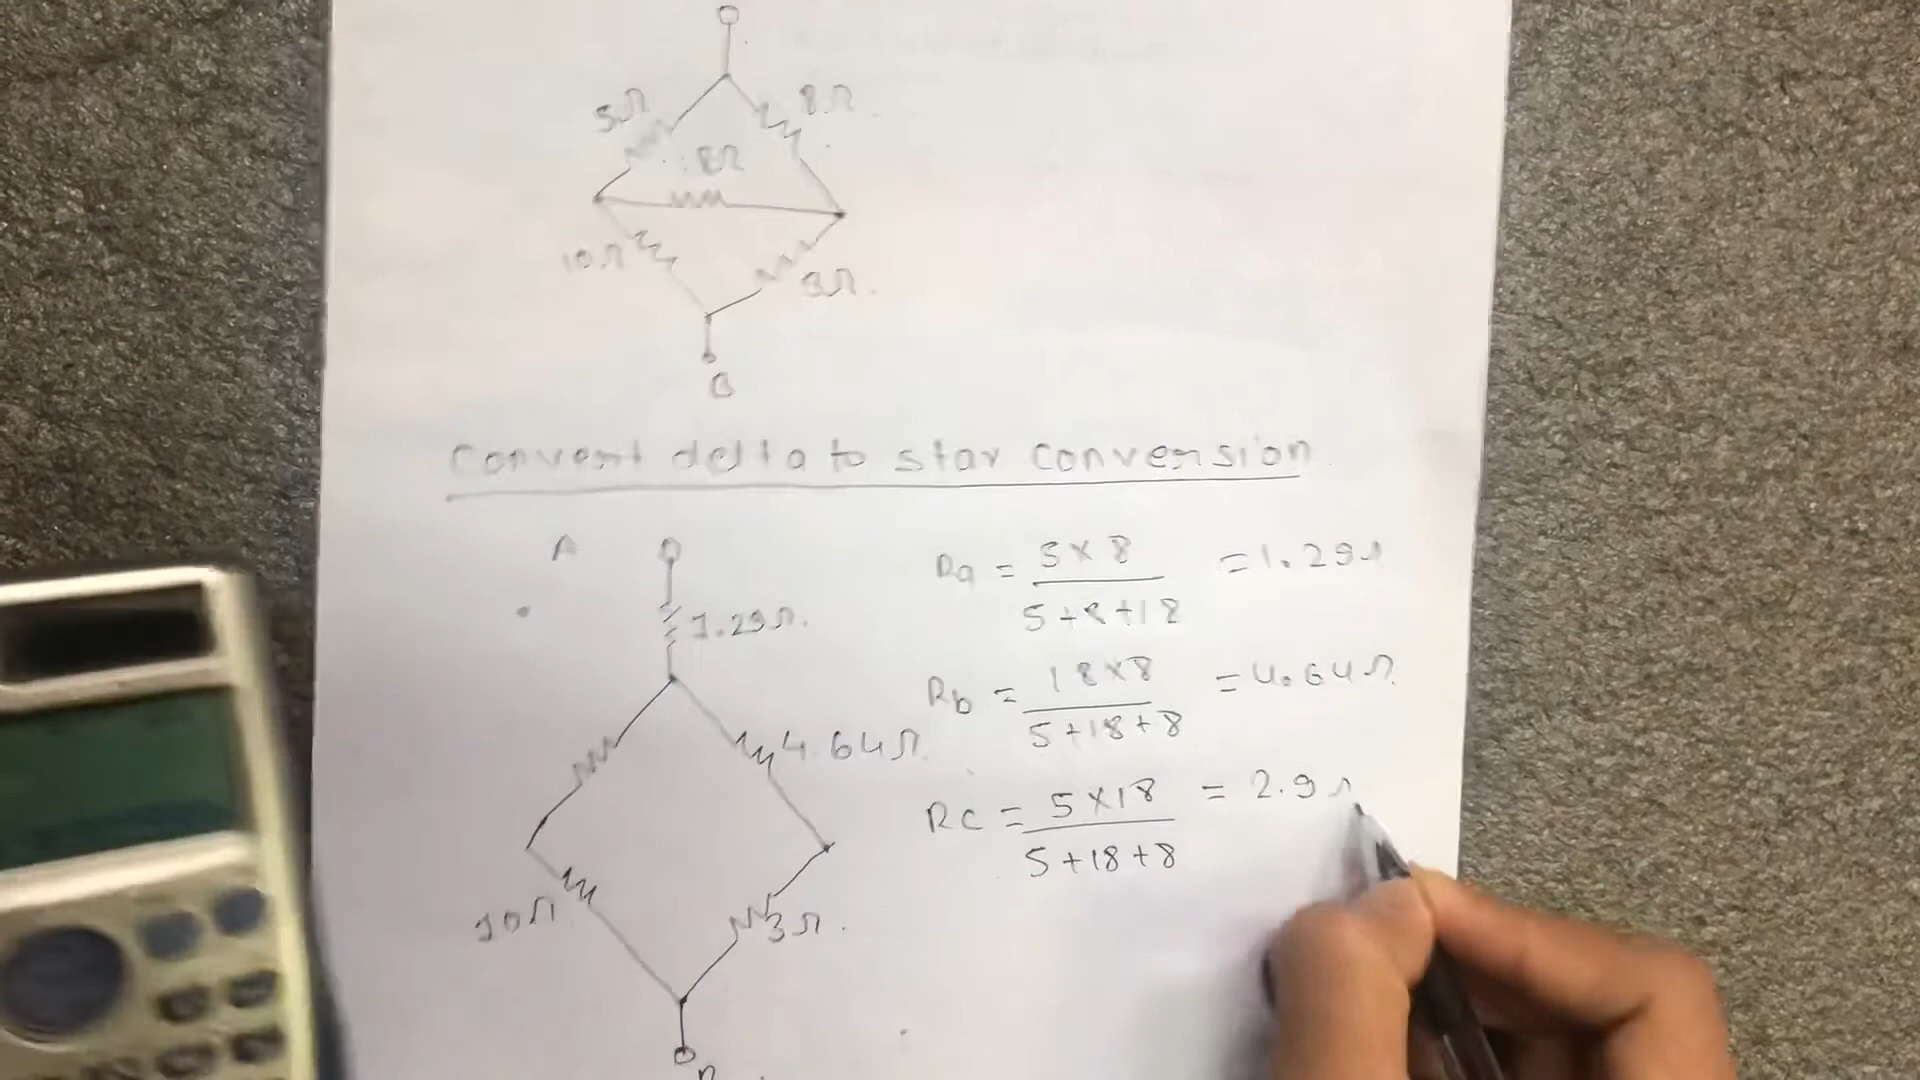 5Ω
8Ω
8Ω
10Ω
3Ω.
B
Convert delta to star conversion
A
1.29Ω.
4.64Ω
10Ω
3Ω.
Ra = 5×8 / 5+8+18 = 1.29Ω
Rb = 18×8 / 5+18+8 = 4.64Ω
Rc = 5×18 / 5+18+8 = 2.9Ω